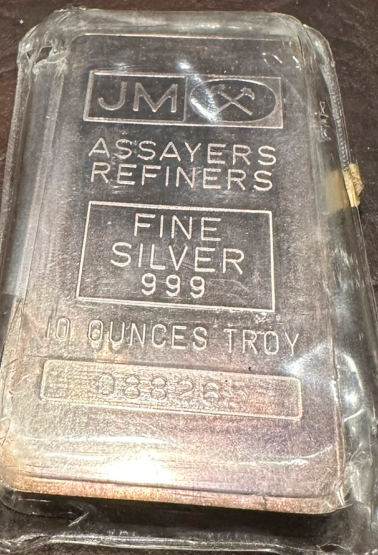 JM
ASSAYERS
REFINERS
FINE
SILVER
999
10 OUNCES TROY